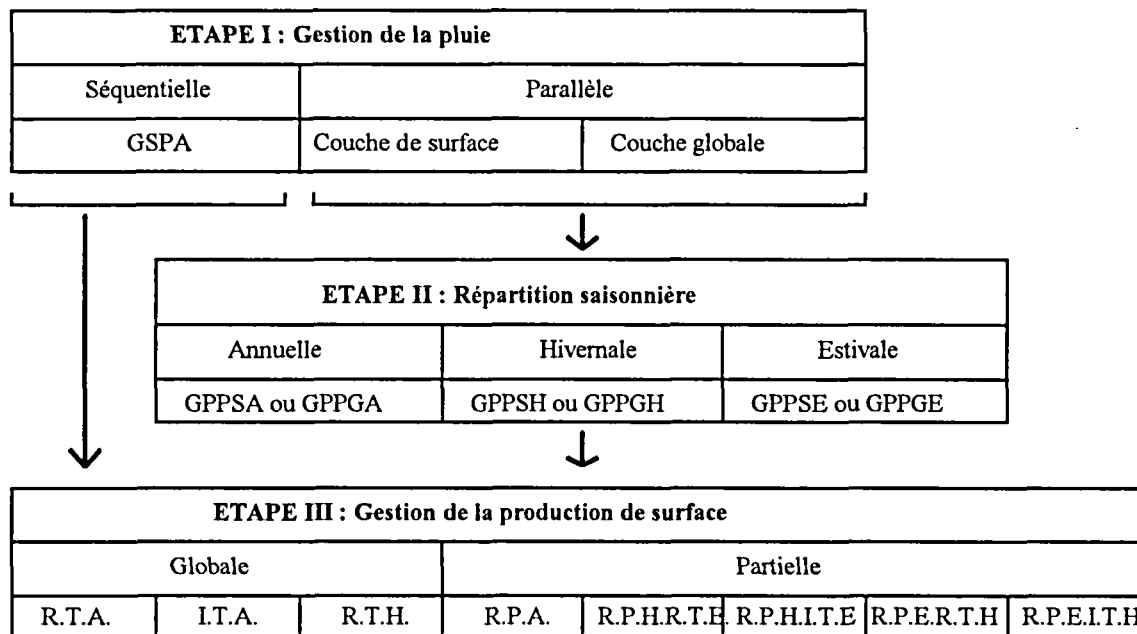 ETAPE I : Gestion de la pluie
Séquentielle Parallèle
GSPA Couche de surface Couche globale
ETAPE II : Répartition saisonnière
Annuelle Hivernale Estivale
GPPSA ou GPPGA GPPSH ou GPPGH GPPSE ou GPPGE
ETAPE III : Gestion de la production de surface
Globale Partielle
R.T.A. I.T.A. R.T.H. R.P.A. R.P.H.R.T.E. R.P.H.I.T.E R.P.E.R.T.H R.P.E.I.T.H